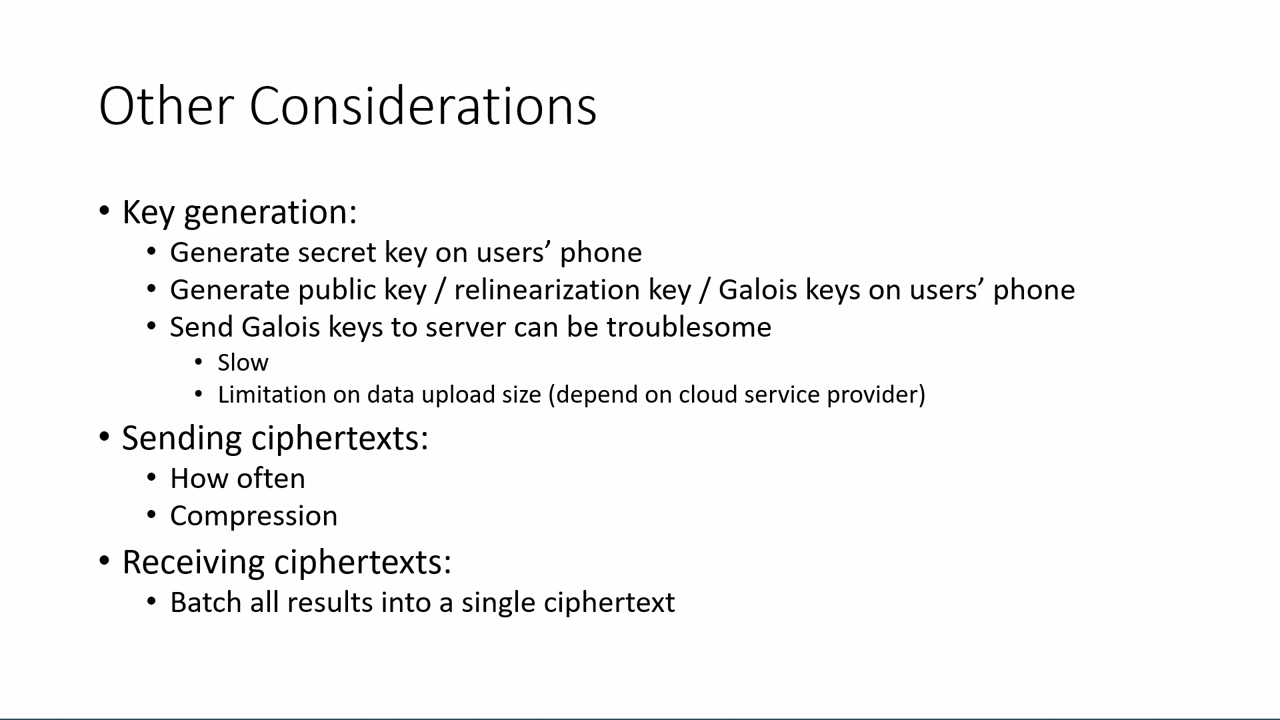 Other Considerations
• Key generation:
• Generate secret key on users’ phone
• Generate public key / relinearization key / Galois keys on users’ phone
• Send Galois keys to server can be troublesome
• Slow
• Limitation on data upload size (depend on cloud service provider)
• Sending ciphertexts:
• How often
• Compression
• Receiving ciphertexts:
• Batch all results into a single ciphertext